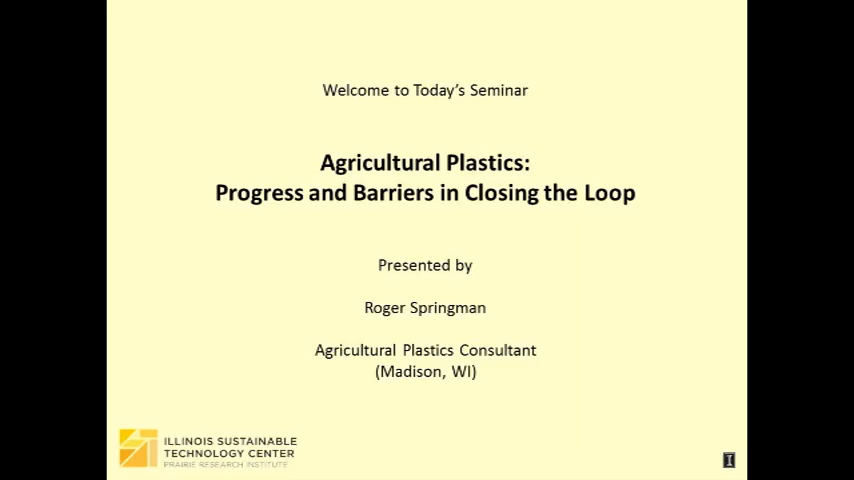 Welcome to Today's Seminar
Agricultural Plastics:
Progress and Barriers in Closing the Loop
Presented by
Roger Springman
Agricultural Plastics Consultant
(Madison, WI)
ILLINOIS SUSTAINABLE
TECHNOLOGY CENTER
PRAIRIE RESEARCH INSTITUTE
I